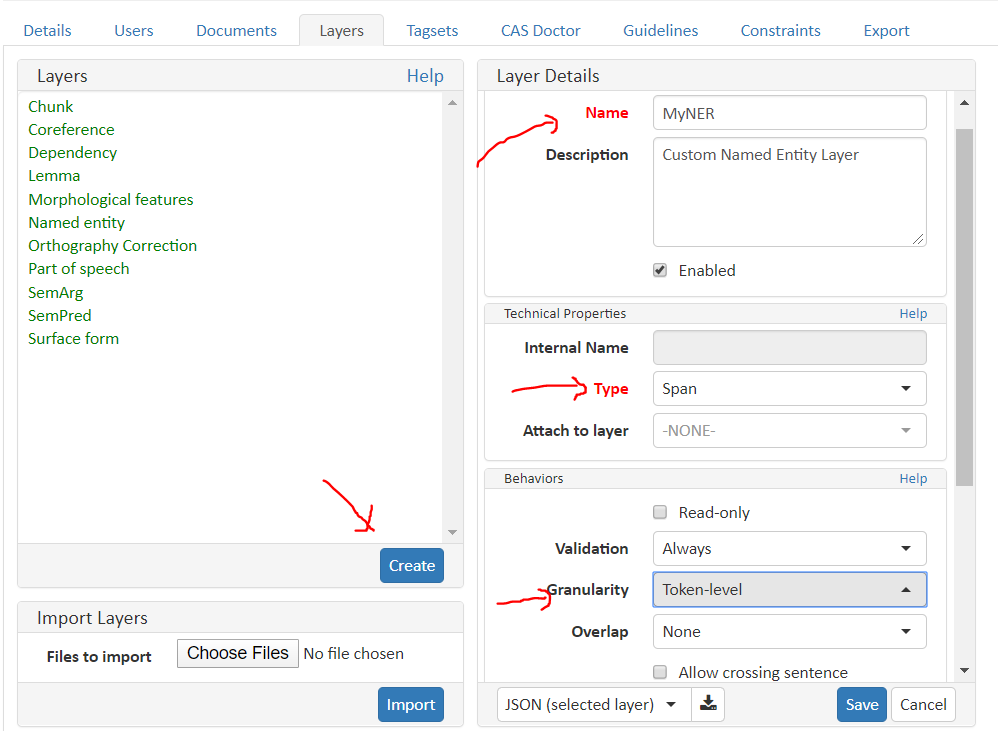 Details Users Documents Layers Tagsets CAS Doctor Guidelines Constraints Export
Layers Help
Chunk
Coreference
Dependency
Lemma
Morphological features
Named entity
Orthography Correction
Part of speech
SemArg
SemPred
Surface form
Create
Import Layers
Files to import Choose Files No file chosen
Import
Layer Details
Name MyNER
Description Custom Named Entity Layer
Enabled
Technical Properties Help
Internal Name
Type Span
Attach to layer -NONE-
Behaviors Help
Read-only
Validation Always
Granularity Token-level
Overlap None
Allow crossing sentence
JSON (selected layer) Save Cancel